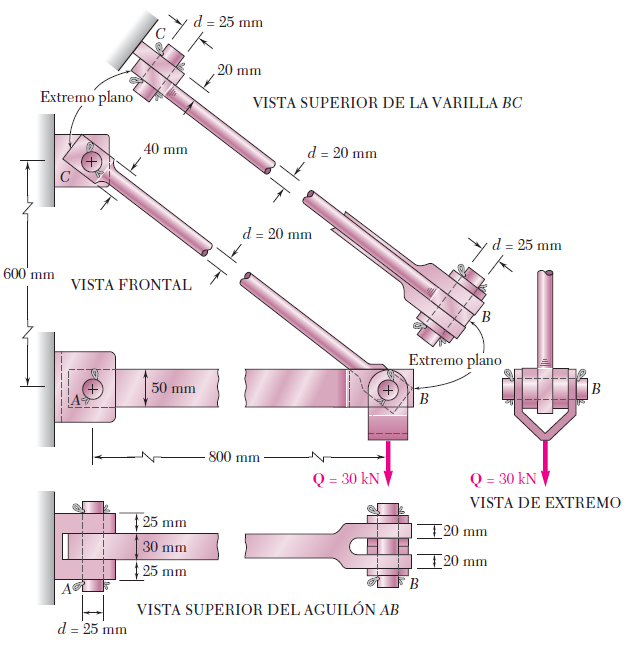 d = 25 mm
C
20 mm
Extremo plano
VISTA SUPERIOR DE LA VARILLA BC
40 mm
d = 20 mm
C
d = 20 mm
d = 25 mm
600 mm
VISTA FRONTAL
B
Extremo plano
50 mm
A
B
B
800 mm
Q = 30 kN
Q = 30 kN
VISTA DE EXTREMO
25 mm
20 mm
30 mm
25 mm
20 mm
A
B
VISTA SUPERIOR DEL AGUILÓN AB
d = 25 mm